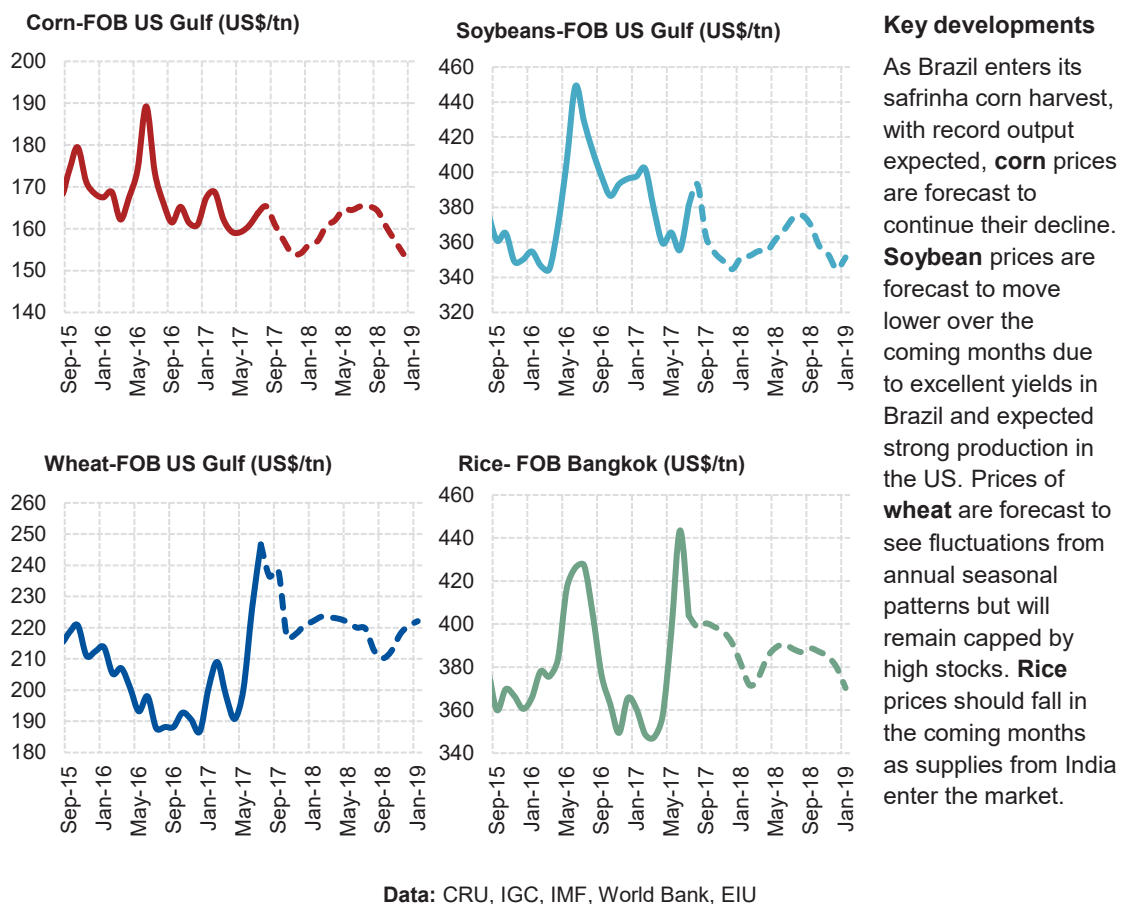 Corn-FOB US Gulf (US$/tn)
200
190
180
170
160
150
140
Sep-15
Jan-16
May-16
Sep-16
Jan-17
May-17
Sep-17
Jan-18
May-18
Sep-18
Jan-19
Soybeans-FOB US Gulf (US$/tn)
460
440
420
400
380
360
340
320
Sep-15
Jan-16
May-16
Sep-16
Jan-17
May-17
Sep-17
Jan-18
May-18
Sep-18
Jan-19
Wheat-FOB US Gulf (US$/tn)
260
250
240
230
220
210
200
190
180
Sep-15
Jan-16
May-16
Sep-16
Jan-17
May-17
Sep-17
Jan-18
May-18
Sep-18
Jan-19
Rice- FOB Bangkok (US$/tn)
460
440
420
400
380
360
340
Sep-15
Jan-16
May-16
Sep-16
Jan-17
May-17
Sep-17
Jan-18
May-18
Sep-18
Jan-19
Key developments
As Brazil enters its
safrinha corn harvest,
with record output
expected, corn prices
are forecast to
continue their decline.
Soybean prices are
forecast to move
lower over the
coming months due
to excellent yields in
Brazil and expected
strong production in
the US. Prices of
wheat are forecast to
see fluctuations from
annual seasonal
patterns but will
remain capped by
high stocks. Rice
prices should fall in
the coming months
as supplies from India
enter the market.
Data: CRU, IGC, IMF, World Bank, EIU